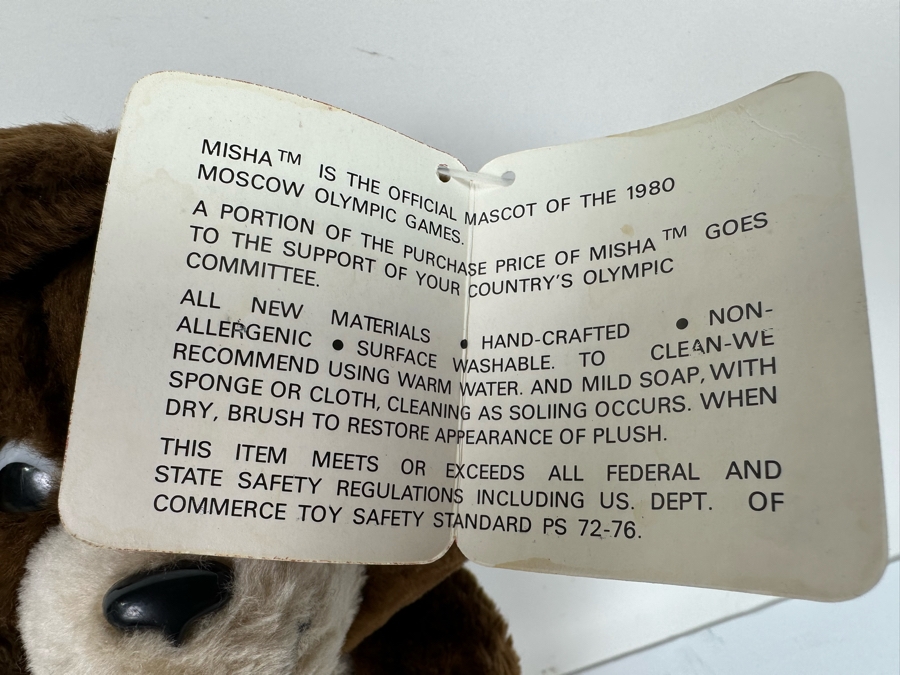 MISHA™ IS THE OFFICIAL MASCOT OF THE 1980
MOSCOW OLYMPIC GAMES.
A PORTION OF THE PURCHASE PRICE OF MISHA™ GOES
TO THE SUPPORT OF YOUR COUNTRY'S OLYMPIC
COMMITTEE.
ALL NEW MATERIALS • HAND-CRAFTED • NON-
ALLERGENIC • SURFACE WASHABLE. TO CLEAN-WE
RECOMMEND USING WARM WATER. AND MILD SOAP, WITH
SPONGE OR CLOTH, CLEANING AS SOLIING OCCURS. WHEN
DRY, BRUSH TO RESTORE APPEARANCE OF PLUSH.
THIS ITEM MEETS OR EXCEEDS ALL FEDERAL AND
STATE SAFETY REGULATIONS INCLUDING US. DEPT. OF
COMMERCE TOY SAFETY STANDARD PS 72-76.